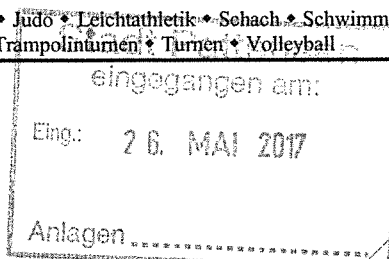 • Judo • Leichtathletik • Schach • Schwimm
Trampolinturnen • Turnen • Volleyball
eingegangen am:
Eing.: 26. MAI 2017
Anlagen